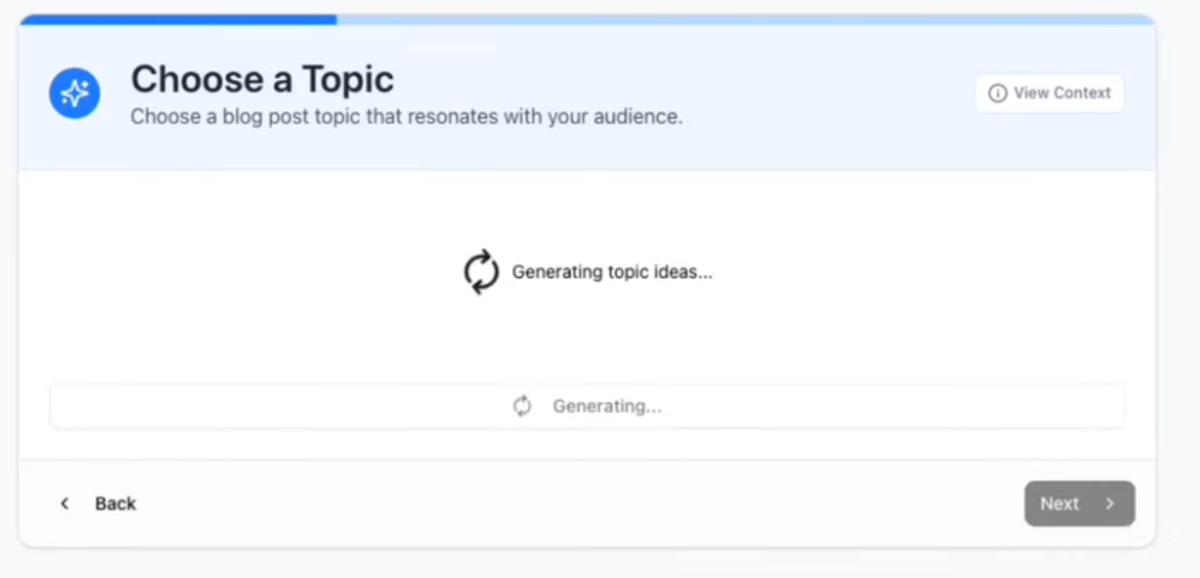 Choose a Topic
Choose a blog post topic that resonates with your audience.
View Context
Generating topic ideas...
Generating...
Back
Next